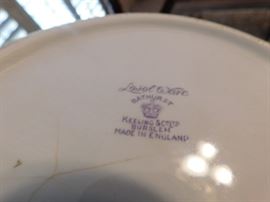 Losol Ware
BATHURST
KEELING & CO LTD
BURSLEM
MADE IN ENGLAND